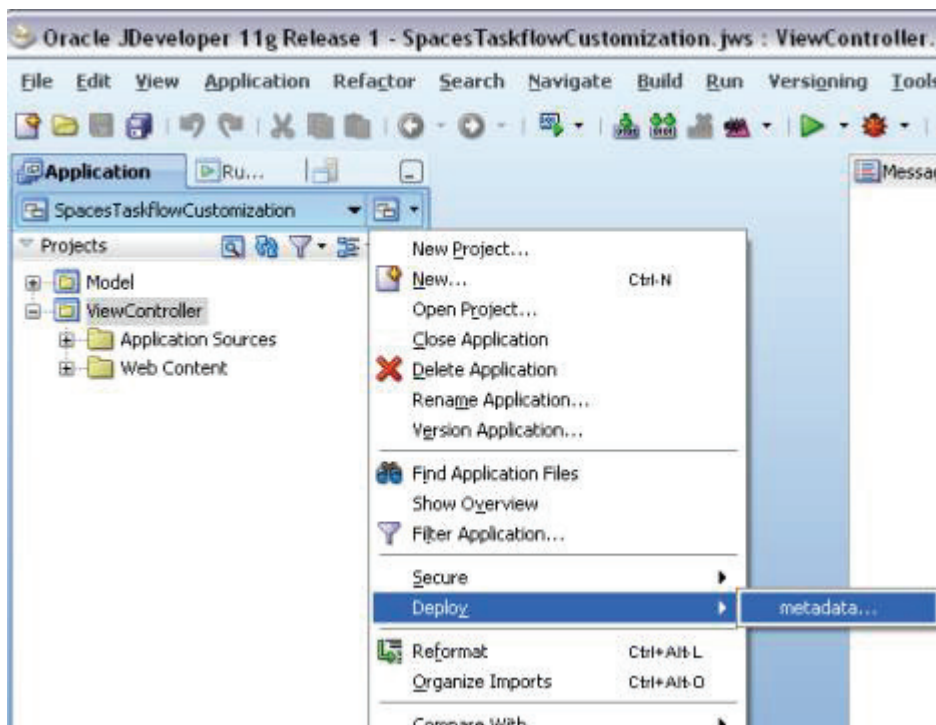 Oracle JDeveloper 11g Release 1 - SpacesTaskflowCustomization.jws : ViewController.
File Edit View Application Refactor Search Navigate Build Run Versioning Tools
Application Ru... Messag
SpacesTaskflowCustomization
Projects
New Project...
Model
New... Ctrl-N
ViewController
Open Project...
Application Sources
Close Application
Web Content
Delete Application
Rename Application...
Version Application...
Find Application Files
Show Overview
Filter Application...
Secure
Deploy metadata...
Reformat Ctrl+Alt-L
Organize Imports Ctrl+Alt-O
Compare With